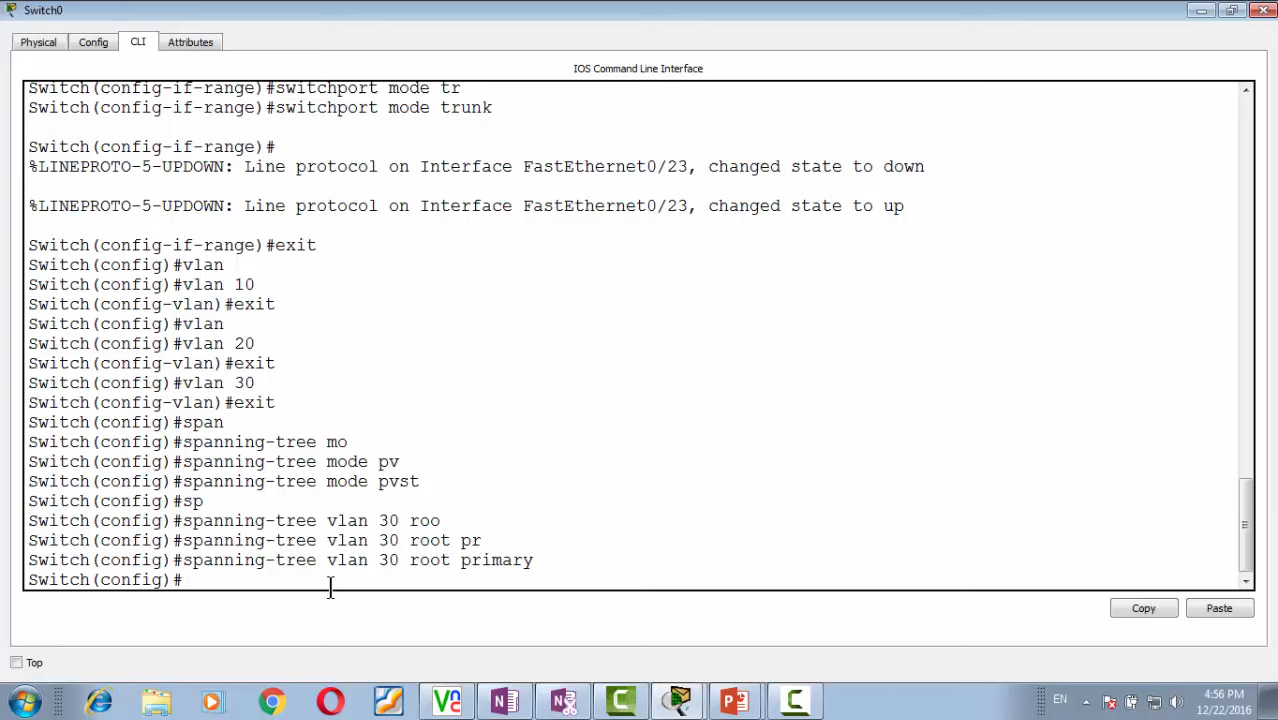 Switch0
Physical Config CLI Attributes
IOS Command Line Interface
Switch(config-if-range)#switchport mode tr
Switch(config-if-range)#switchport mode trunk
Switch(config-if-range)#
%LINEPROTO-5-UPDOWN: Line protocol on Interface FastEthernet0/23, changed state to down
%LINEPROTO-5-UPDOWN: Line protocol on Interface FastEthernet0/23, changed state to up
Switch(config-if-range)#exit
Switch(config)#vlan
Switch(config)#vlan 10
Switch(config-vlan)#exit
Switch(config)#vlan
Switch(config)#vlan 20
Switch(config-vlan)#exit
Switch(config)#vlan 30
Switch(config-vlan)#exit
Switch(config)#span
Switch(config)#spanning-tree mo
Switch(config)#spanning-tree mode pv
Switch(config)#spanning-tree mode pvst
Switch(config)#sp
Switch(config)#spanning-tree vlan 30 roo
Switch(config)#spanning-tree vlan 30 root pr
Switch(config)#spanning-tree vlan 30 root primary
Switch(config)#
Copy Paste
Top
EN
4:56 PM
12/22/2016